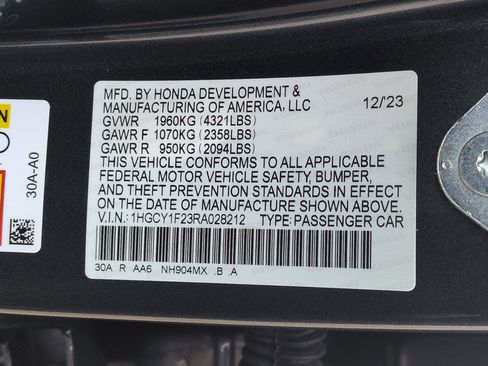 N
30A-A0
MFD. BY HONDA DEVELOPMENT &
MANUFACTURING OF AMERICA, LLC 12/'23
GVWR 1960KG (4321LBS)
GAWR F 1070KG (2358LBS)
GAWR R 950KG (2094LBS)
THIS VEHICLE CONFORMS TO ALL APPLICABLE
FEDERAL MOTOR VEHICLE SAFETY, BUMPER,
AND THEFT PREVENTION STANDARDS IN EFFECT
ON THE DATE OF MANUFACTURE SHOWN ABOVE.
V.I.N: 1HGCY1F23RA028212 TYPE: PASSENGER CAR
30A R AA6 NH904MX .B .A